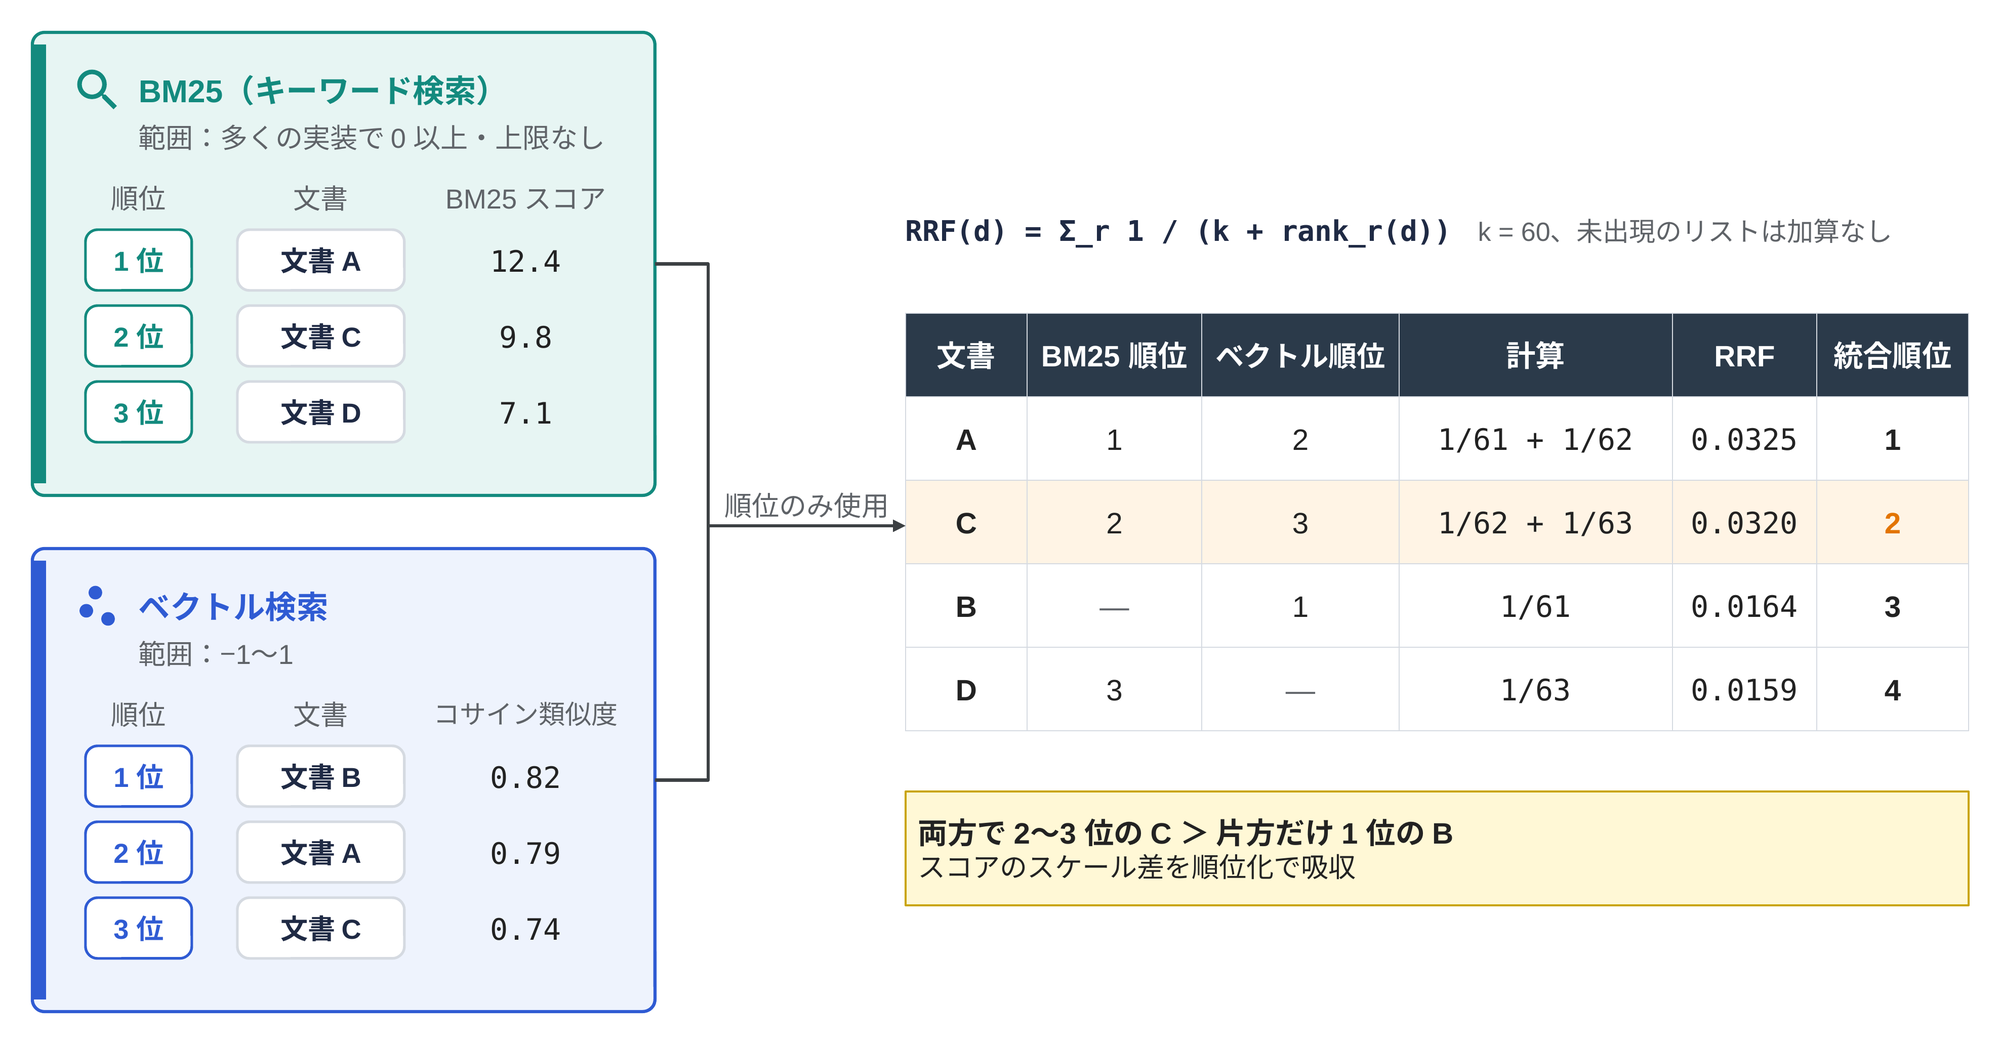 BM25（キーワード検索）
範囲：多くの実装で 0 以上・上限なし
順位 文書 BM25 スコア
1 位 文書 A 12.4
2 位 文書 C 9.8
3 位 文書 D 7.1
ベクトル検索
範囲：−1〜1
順位 文書 コサイン類似度
1 位 文書 B 0.82
2 位 文書 A 0.79
3 位 文書 C 0.74
順位のみ使用
RRF(d) = Σ_r 1 / (k + rank_r(d)) k = 60、未出現のリストは加算なし
文書 BM25 順位 ベクトル順位 計算 RRF 統合順位
A 1 2 1/61 + 1/62 0.0325 1
C 2 3 1/62 + 1/63 0.0320 2
B — 1 1/61 0.0164 3
D 3 — 1/63 0.0159 4
両方で 2〜3 位の C ＞ 片方だけ 1 位の B
スコアのスケール差を順位化で吸収